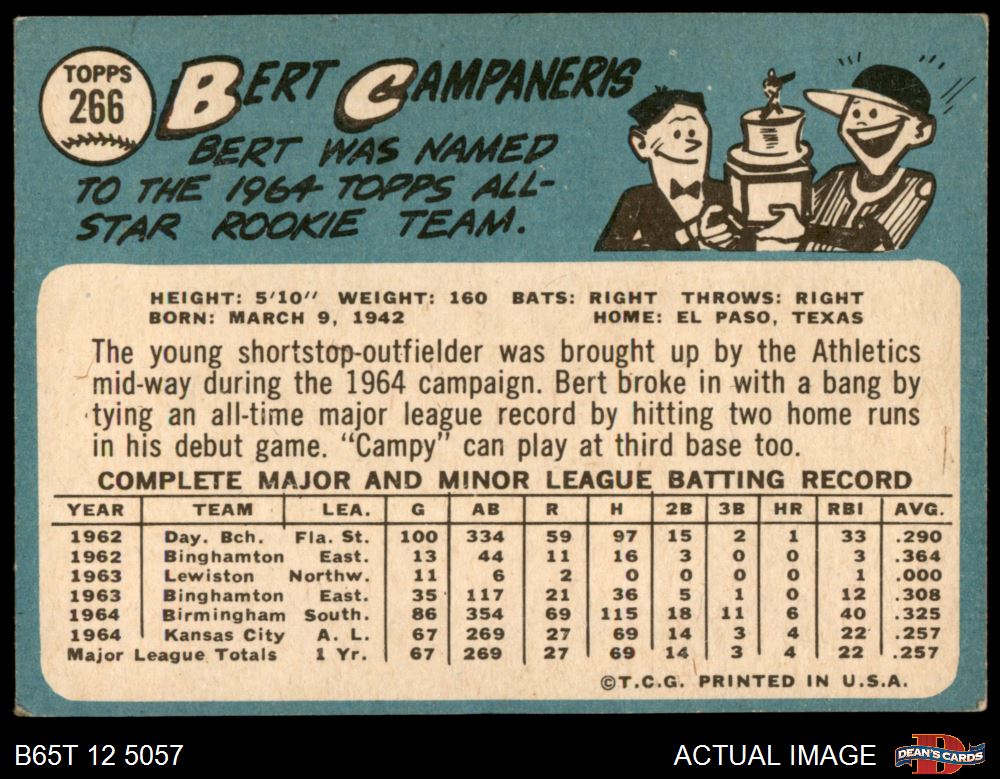 TOPPS
266
BERT CAMPANERIS
BERT WAS NAMED
TO THE 1964 TOPPS ALL-
STAR ROOKIE TEAM.
HEIGHT: 5'10" WEIGHT: 160 BATS: RIGHT THROWS: RIGHT
BORN: MARCH 9, 1942 HOME: EL PASO, TEXAS
The young shortstop-outfielder was brought up by the Athletics
mid-way during the 1964 campaign. Bert broke in with a bang by
tying an all-time major league record by hitting two home runs
in his debut game. "Campy" can play at third base too.
COMPLETE MAJOR AND MINOR LEAGUE BATTING RECORD
YEAR TEAM LEA. G AB R H 2B 3B HR RBI AVG.
1962 Day. Bch. Fla. St. 100 334 59 97 15 2 1 33 .290
1962 Binghamton East. 13 44 11 16 3 0 0 3 .364
1963 Lewiston Northw. 11 6 2 0 0 0 0 1 .000
1963 Binghamton East. 35 117 21 36 5 1 0 12 .308
1964 Birmingham South. 86 354 69 115 18 11 6 40 .325
1964 Kansas City A. L. 67 269 27 69 14 3 4 22 .257
Major League Totals 1 Yr. 67 269 27 69 14 3 4 22 .257
©T.C.G. PRINTED IN U.S.A.
B65T 12 5057 ACTUAL IMAGE D DEAN'S CARDS